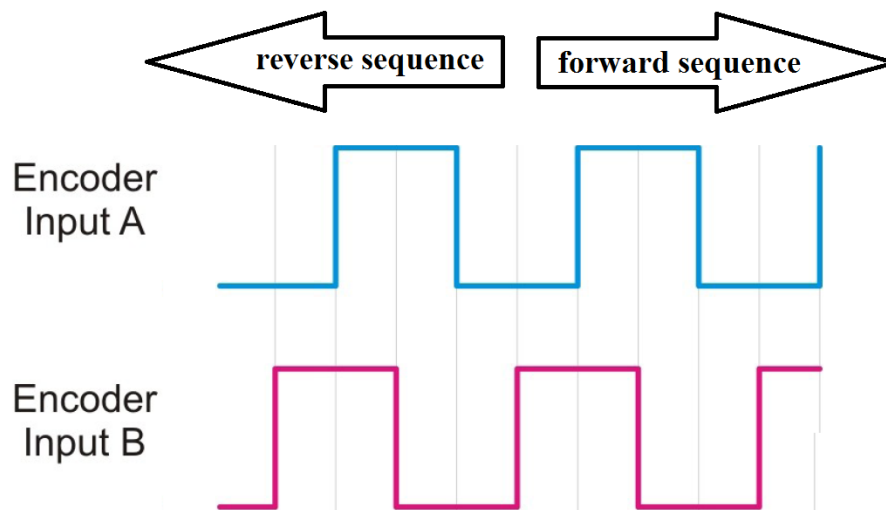 reverse sequence
forward sequence
Encoder
Input A
Encoder
Input B